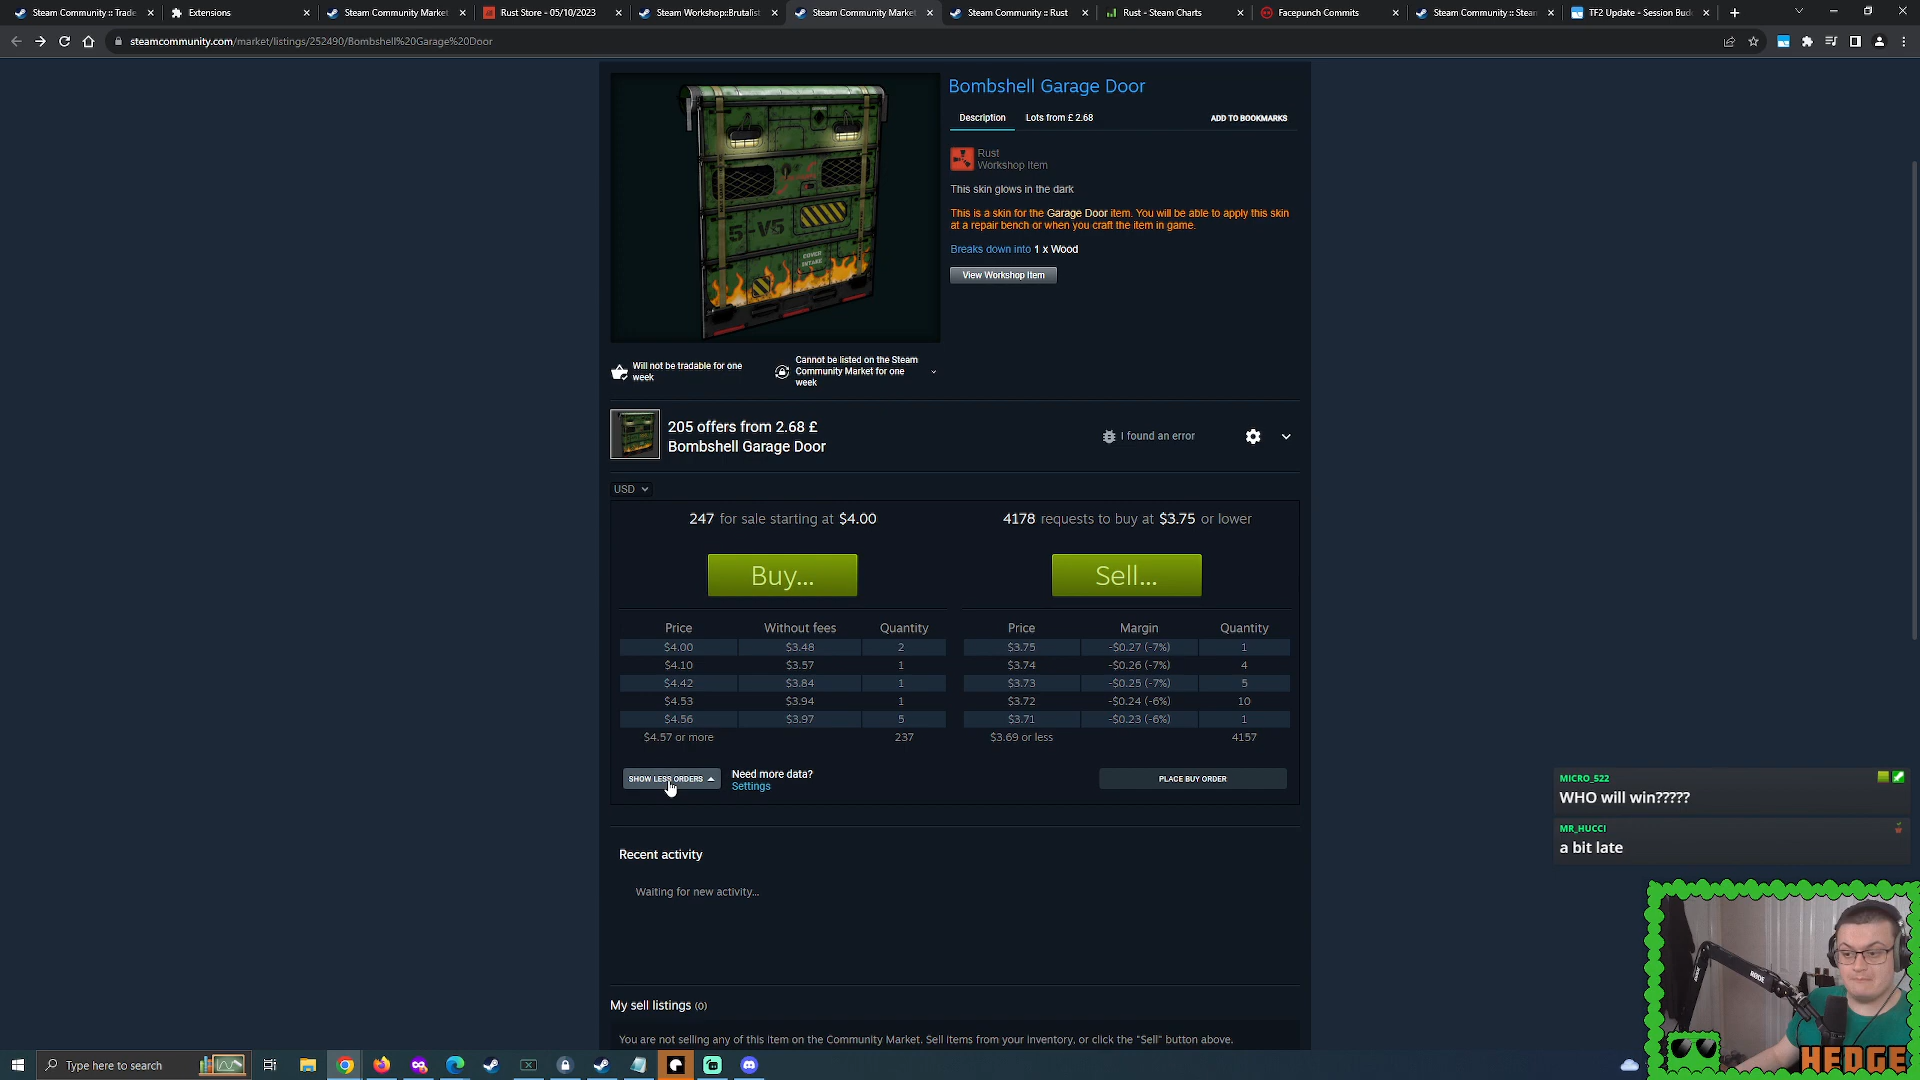 Steam Community :: Trade
Extensions
Steam Community Market
Rust Store - 05/10/2023
Steam Workshop::Brutalist
Steam Community Market
Steam Community :: Rust
Rust - Steam Charts
Facepunch Commits
Steam Community :: Stea
TF2 Update - Session Bud
steamcommunity.com/market/listings/252490/Bombshell%20Garage%20Door
Bombshell Garage Door
Description
Lots from £ 2.68
ADD TO BOOKMARKS
Rust
Workshop Item
This skin glows in the dark
This is a skin for the Garage Door item. You will be able to apply this skin
at a repair bench or when you craft the item in game.
Breaks down into 1 x Wood
View Workshop Item
5-V5
COVER
INTAKE
Will not be tradable for one
week
Cannot be listed on the Steam
Community Market for one
week
205 offers from 2.68 £
Bombshell Garage Door
I found an error
USD
247 for sale starting at $4.00
4178 requests to buy at $3.75 or lower
Buy...
Sell...
Price Without fees Quantity
$4.00 $3.48 2
$4.10 $3.57 1
$4.42 $3.84 1
$4.53 $3.94 1
$4.56 $3.97 5
$4.57 or more 237
Price Margin Quantity
$3.75 -$0.27 (-7%) 1
$3.74 -$0.26 (-7%) 4
$3.73 -$0.25 (-7%) 5
$3.72 -$0.24 (-6%) 10
$3.71 -$0.23 (-6%) 1
$3.69 or less 4157
SHOW LESS ORDERS
Need more data?
Settings
PLACE BUY ORDER
Recent activity
Waiting for new activity...
My sell listings (0)
You are not selling any of this item on the Community Market. Sell items from your inventory, or click the "Sell" button above.
MICRO_522
WHO will win?????
MR_HUCCI
a bit late
RØDE
HEDGE
Type here to search